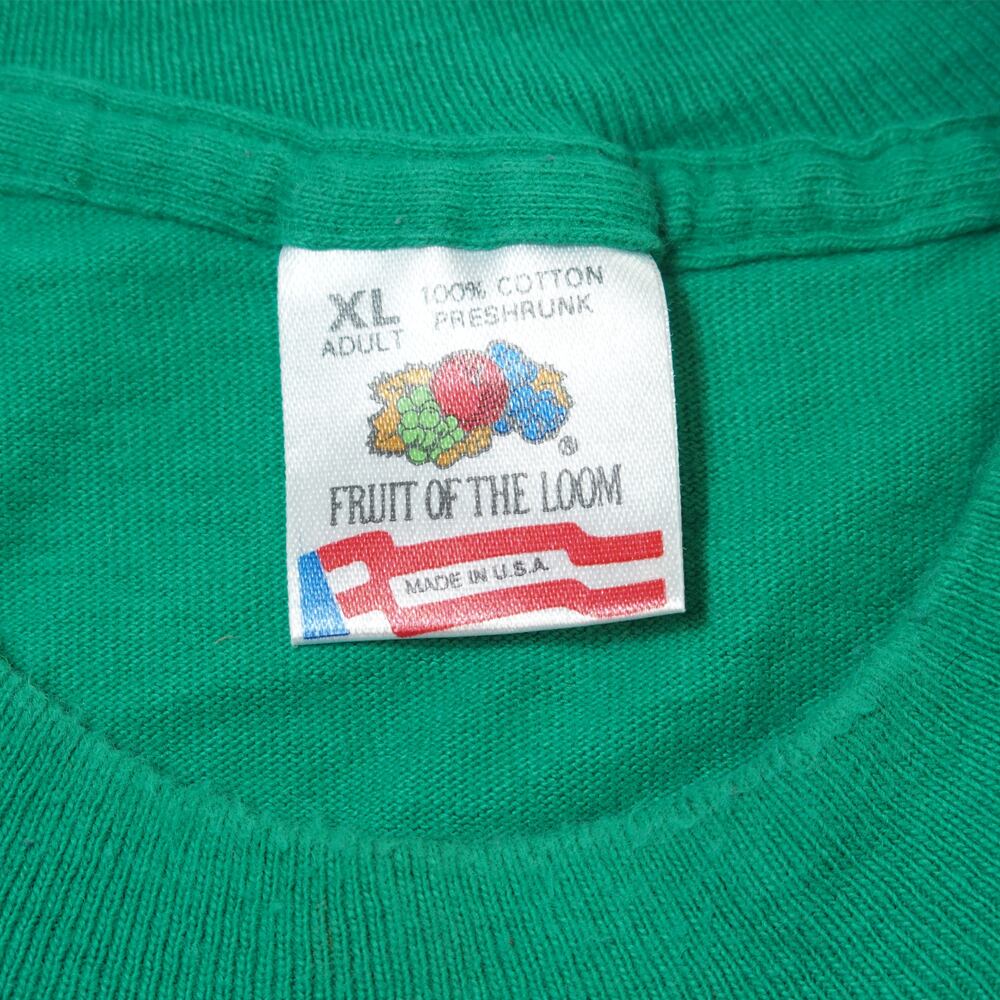 XL
ADULT
100% COTTON
PRESHRUNK
®
FRUIT OF THE LOOM
MADE IN U.S.A.